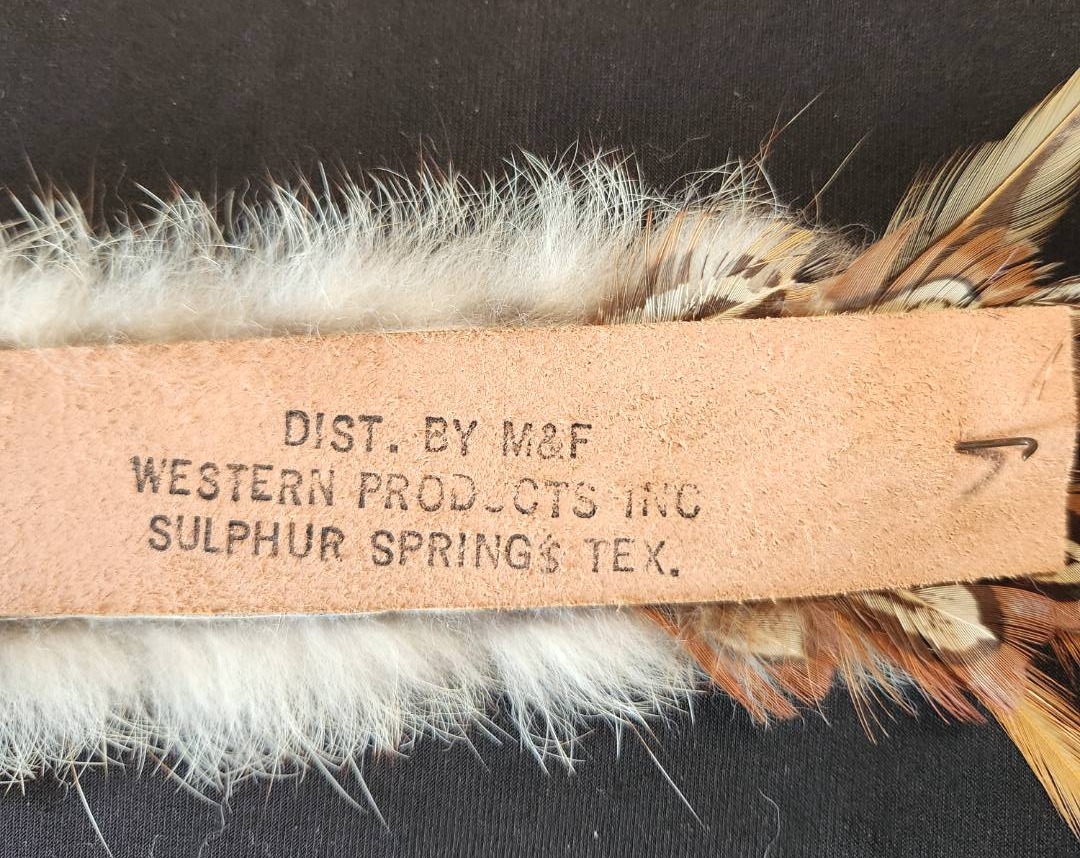 DIST. BY M&F
WESTERN PRODUCTS INC
SULPHUR SPRINGS TEX.